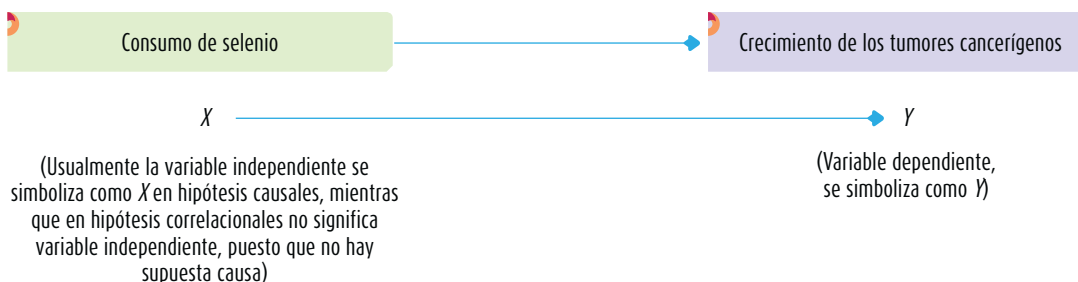 Consumo de selenio
Crecimiento de los tumores cancerígenos
X
Y
(Usualmente la variable independiente se
simboliza como X en hipótesis causales, mientras
que en hipótesis correlacionales no significa
variable independiente, puesto que no hay
supuesta causa)
(Variable dependiente,
se simboliza como Y)